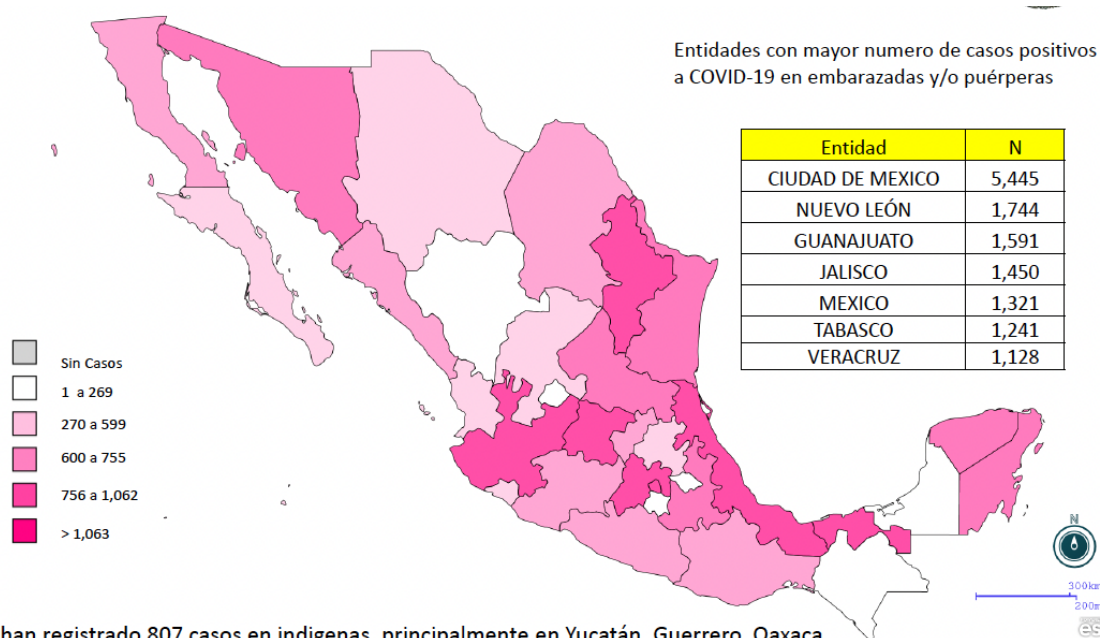 Entidades con mayor numero de casos positivos
a COVID-19 en embarazadas y/o puérperas
Entidad N
CIUDAD DE MEXICO 5,445
NUEVO LEÓN 1,744
GUANAJUATO 1,591
JALISCO 1,450
MEXICO 1,321
TABASCO 1,241
VERACRUZ 1,128
Sin Casos
1 a 269
270 a 599
600 a 755
756 a 1,062
> 1,063
N
300km
200m
es
han registrado 807 casos en indigenas, principalmente en Yucatán, Guerrero, Oaxaca